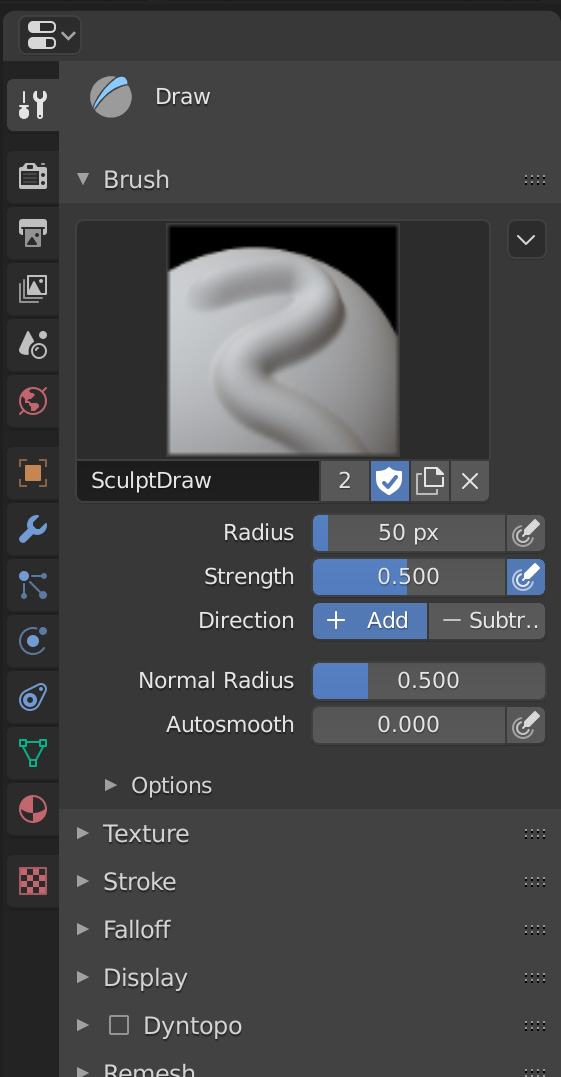 Draw
Brush
SculptDraw 2
Radius 50 px
Strength 0.500
Direction + Add − Subtr..
Normal Radius 0.500
Autosmooth 0.000
Options
Texture
Stroke
Falloff
Display
Dyntopo
Remesh